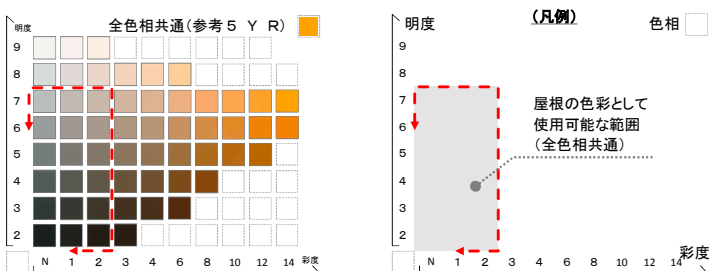 明度
全色相共通(参考5 Y R)
9
8
7
6
5
4
3
2
N 1 2 3 4 6 8 10 12 14 彩度
(凡例)
明度
色相
9
8
7
6
5
4
3
2
屋根の色彩として
使用可能な範囲
(全色相共通)
N 1 2 3 4 6 8 10 12 14 彩度